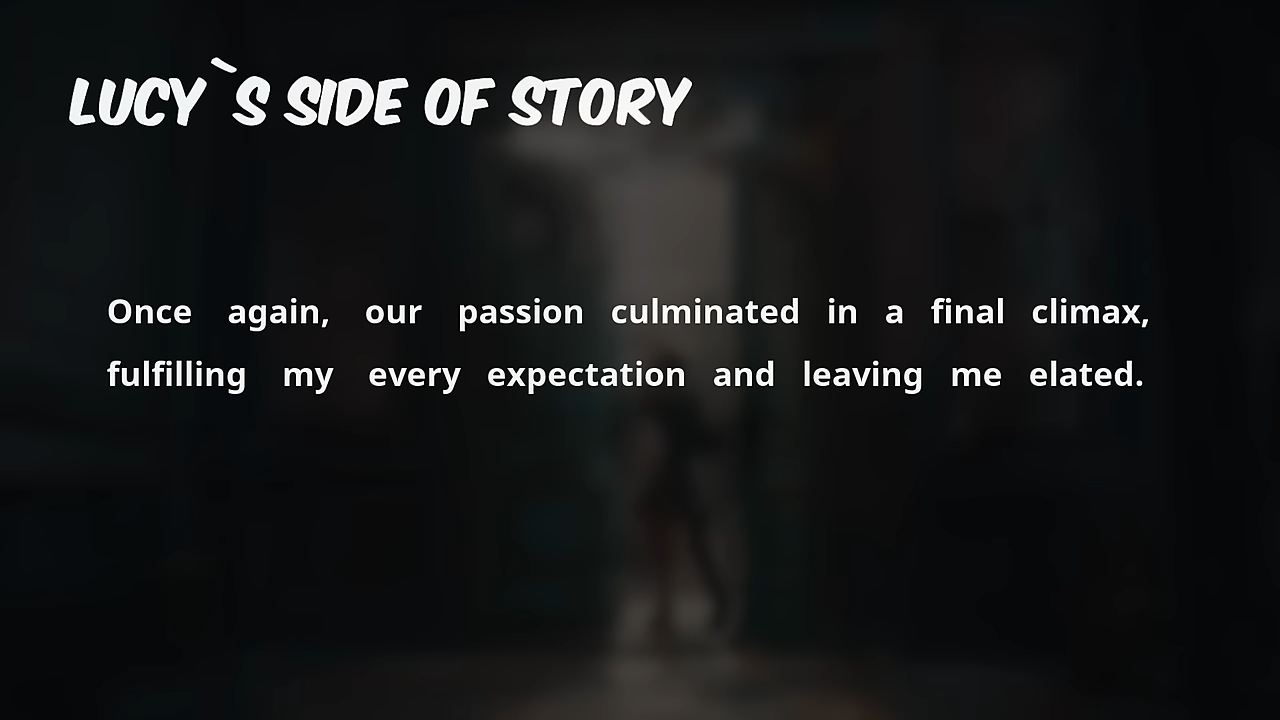 LUCY`S SIDE OF STORY
Once again, our passion culminated in a final climax,
fulfilling my every expectation and leaving me elated.